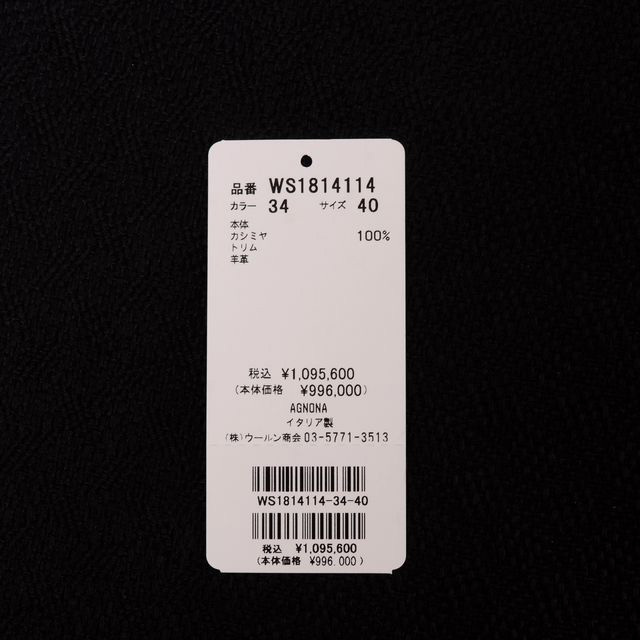 品番 WS1814114
カラー 34 サイズ 40
本体
カシミヤ 100%
トリム
羊革
税込 ¥1,095,600
(本体価格 ¥996,000)
AGNONA
イタリア製
(株)ウールン商会 03-5771-3513
WS1814114-34-40
税込 ¥1,095,600
(本体価格 ¥996,000)